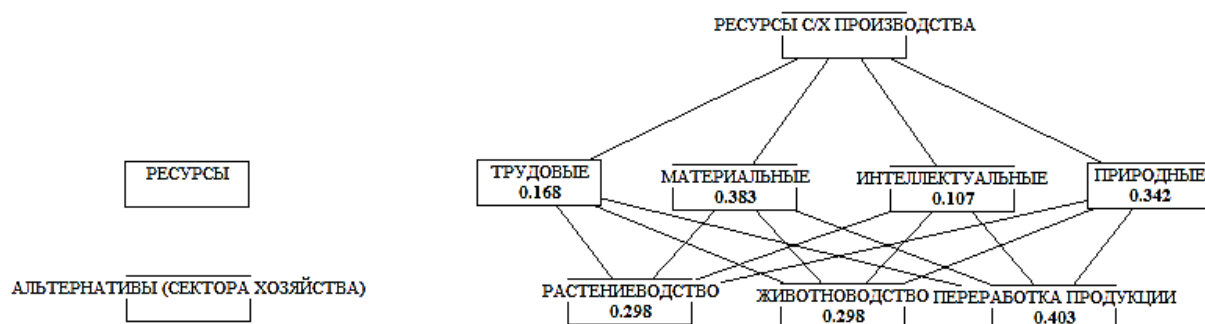 РЕСУРСЫ С/Х ПРОИЗВОДСТВА
РЕСУРСЫ
ТРУДОВЫЕ
0.168
МАТЕРИАЛЬНЫЕ
0.383
ИНТЕЛЛЕКТУАЛЬНЫЕ
0.107
ПРИРОДНЫЕ
0.342
АЛЬТЕРНАТИВЫ (СЕКТОРА ХОЗЯЙСТВА)
РАСТЕНИЕВОДСТВО
0.298
ЖИВОТНОВОДСТВО
0.298
ПЕРЕРАБОТКА ПРОДУКЦИИ
0.403